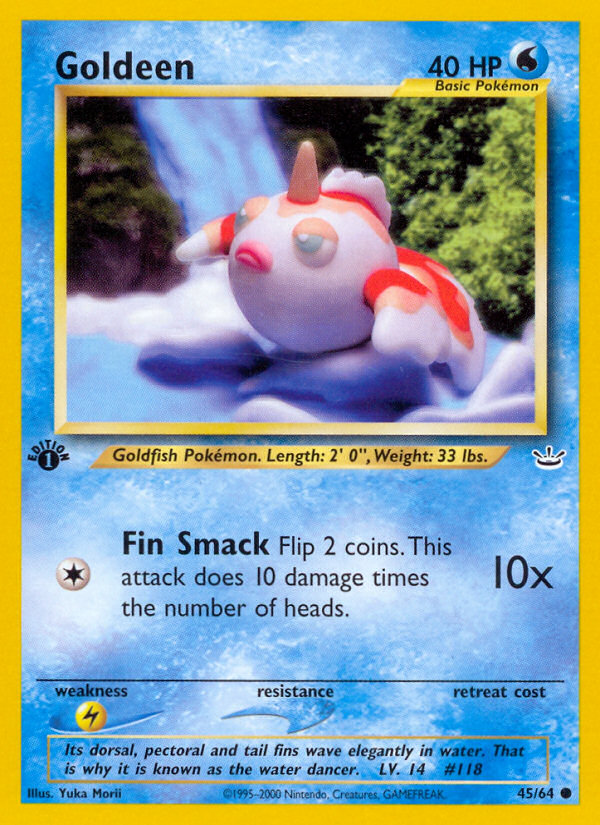 Goldeen
40 HP
Basic Pokémon
EDITION
1
Goldfish Pokémon. Length: 2' 0", Weight: 33 lbs.
Fin Smack Flip 2 coins. This
attack does 10 damage times
the number of heads.
10x
weakness
resistance
retreat cost
Its dorsal, pectoral and tail fins wave elegantly in water. That
is why it is known as the water dancer. LV. 14 #118
Illus. Yuka Morii
©1995-2000 Nintendo, Creatures, GAMEFREAK.
45/64